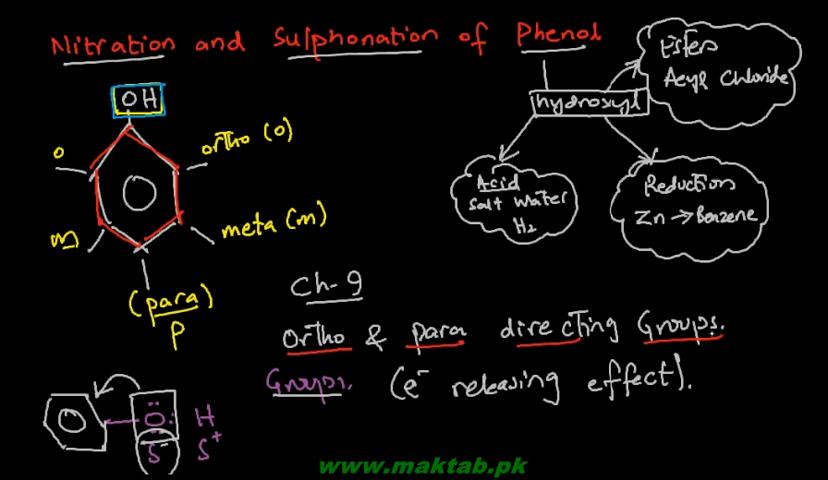 Nitration and Sulphonation of Phenol
OH
Esters
Acyl Chloride
hydroxyl
o
ortho (o)
Acid
Salt Water
H₂
Reduction
Zn → Benzene
m
meta (m)
(para)
p
Ch-9
Ortho & para directing Groups.
Groups. (e⁻ releasing effect).
O H
δ⁻ δ⁺
www.maktab.pk